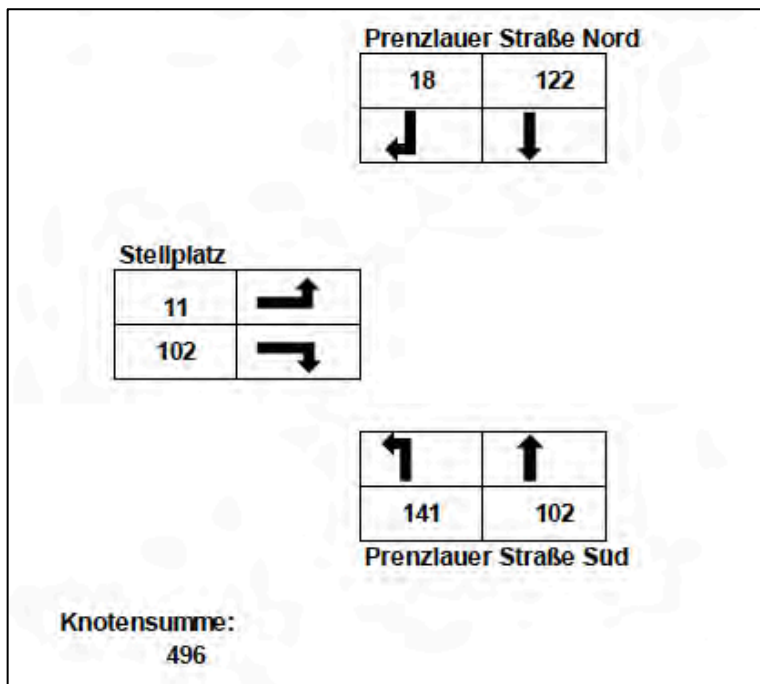 Prenzlauer Straße Nord
18 122
Stellplatz
11
102
141 102
Prenzlauer Straße Süd
Knotensumme:
496